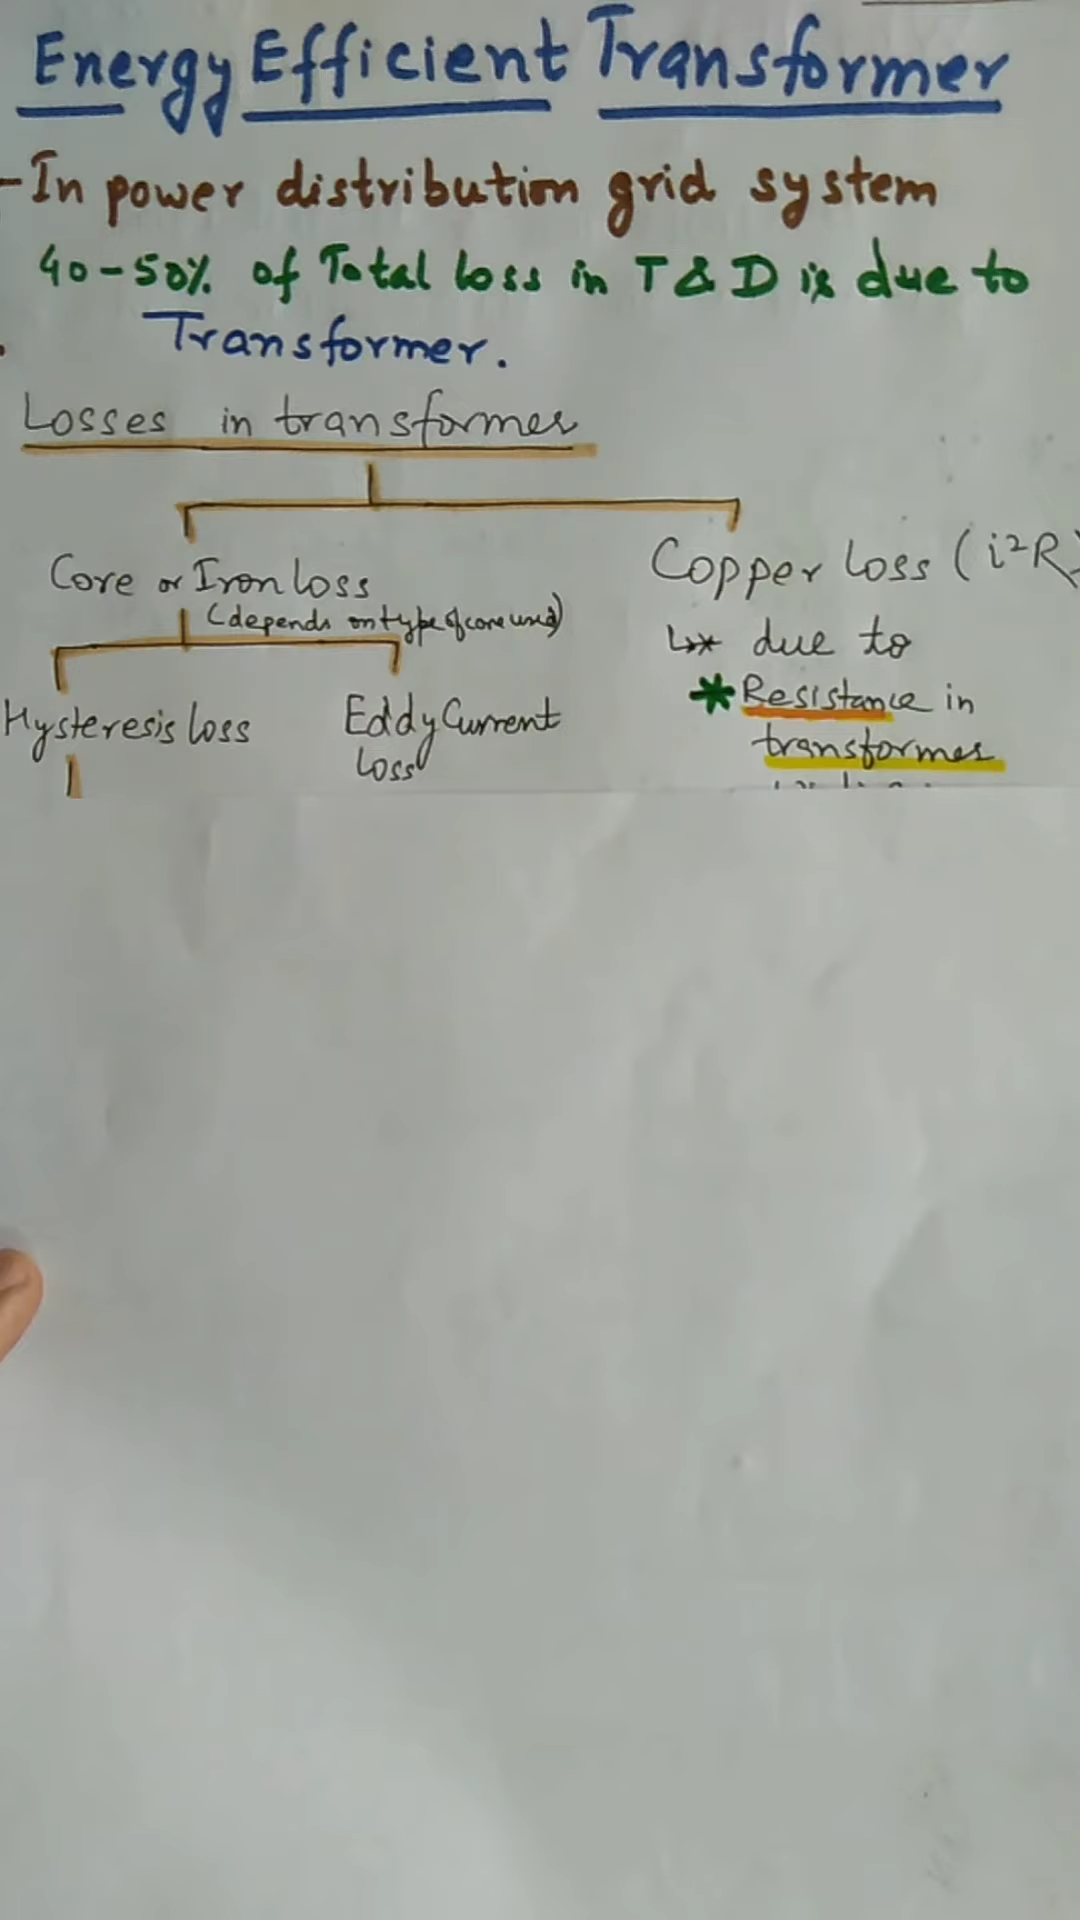 Energy Efficient Transformer
-In power distribution grid system
40-50% of Total loss in T & D is due to
Transformer.
Losses in transformer
Core or Iron loss
(depends on type of core used)
Hysteresis loss
Eddy Current
Loss
Copper loss (i²R)
due to
* Resistance in
transformer